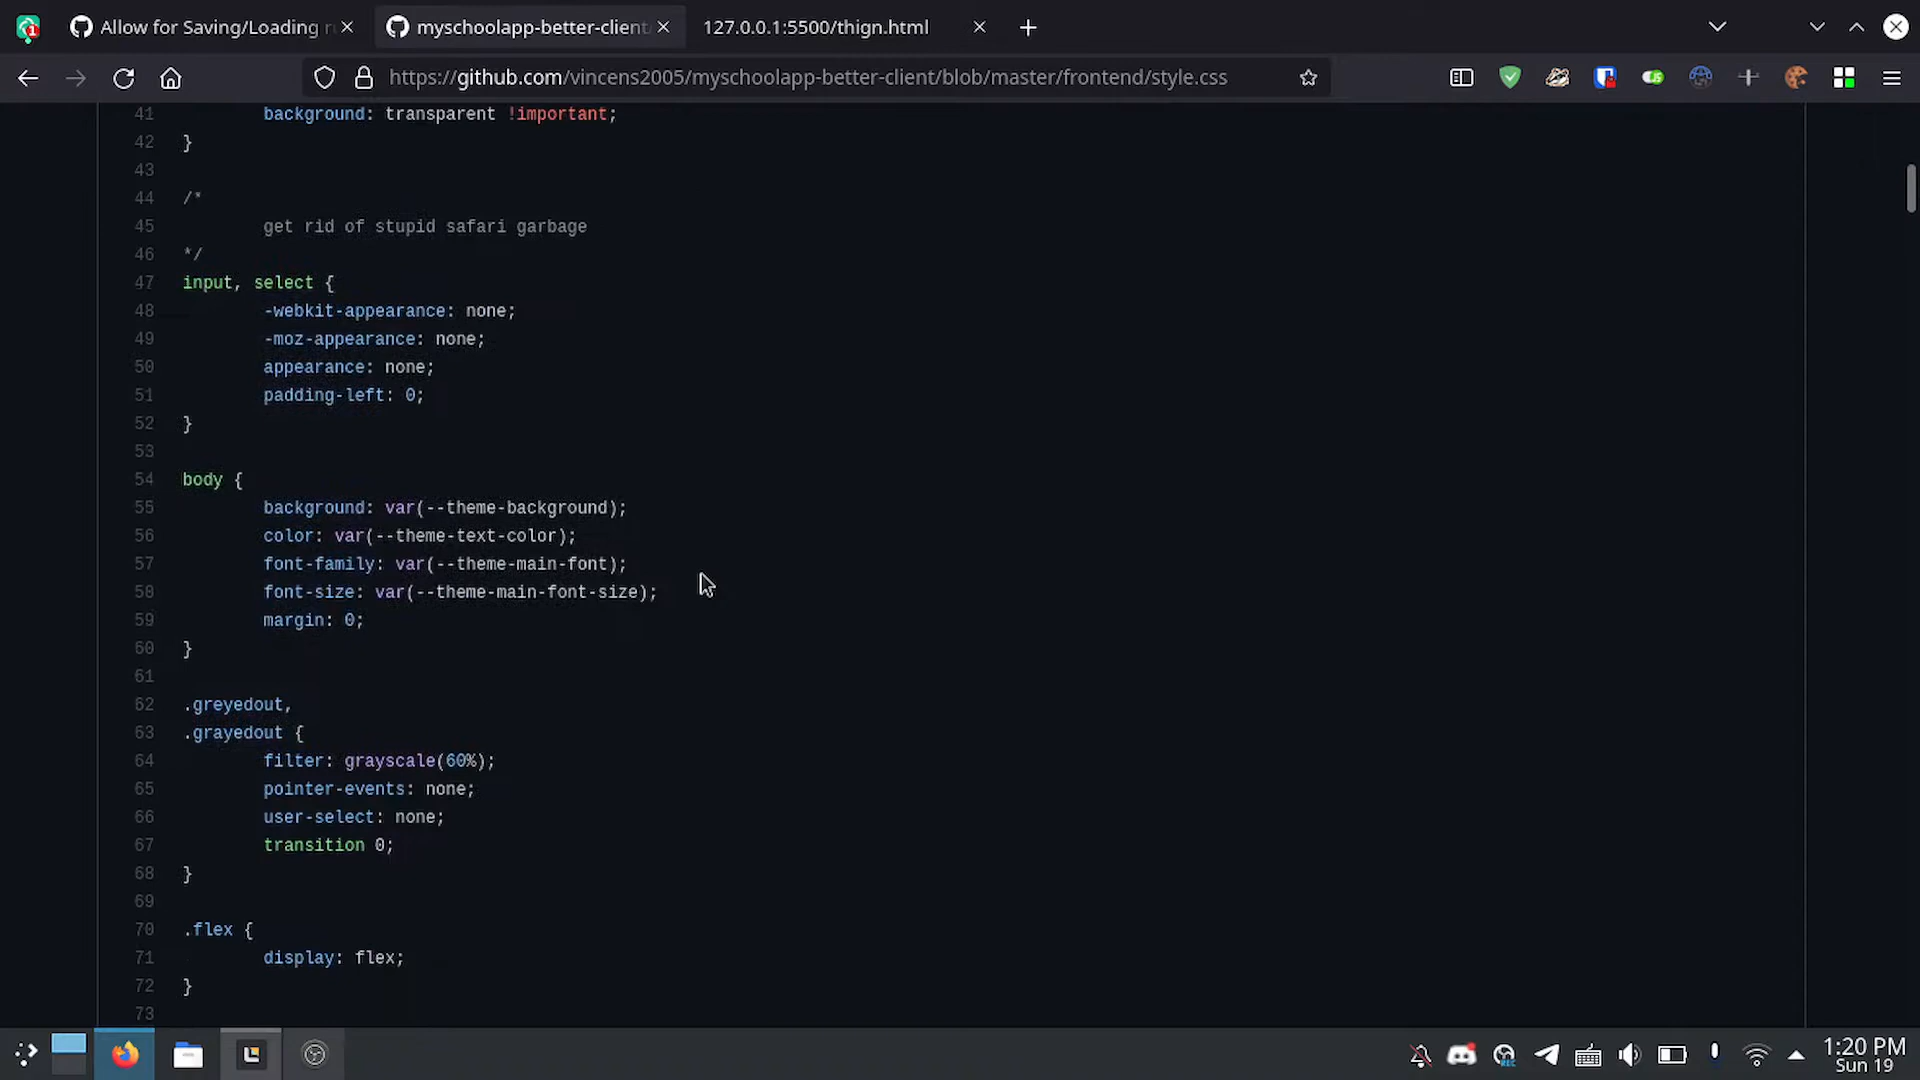 Allow for Saving/Loading r
myschoolapp-better-client
127.0.0.1:5500/thign.html
https://github.com/vincens2005/myschoolapp-better-client/blob/master/frontend/style.css
41 background: transparent !important;
42 }
43
44 /*
45 get rid of stupid safari garbage
46 */
47 input, select {
48 -webkit-appearance: none;
49 -moz-appearance: none;
50 appearance: none;
51 padding-left: 0;
52 }
53
54 body {
55 background: var(--theme-background);
56 color: var(--theme-text-color);
57 font-family: var(--theme-main-font);
58 font-size: var(--theme-main-font-size);
59 margin: 0;
60 }
61
62 .greyedout,
63 .grayedout {
64 filter: grayscale(60%);
65 pointer-events: none;
66 user-select: none;
67 transition 0;
68 }
69
70 .flex {
71 display: flex;
72 }
73
1:20 PM
Sun 19